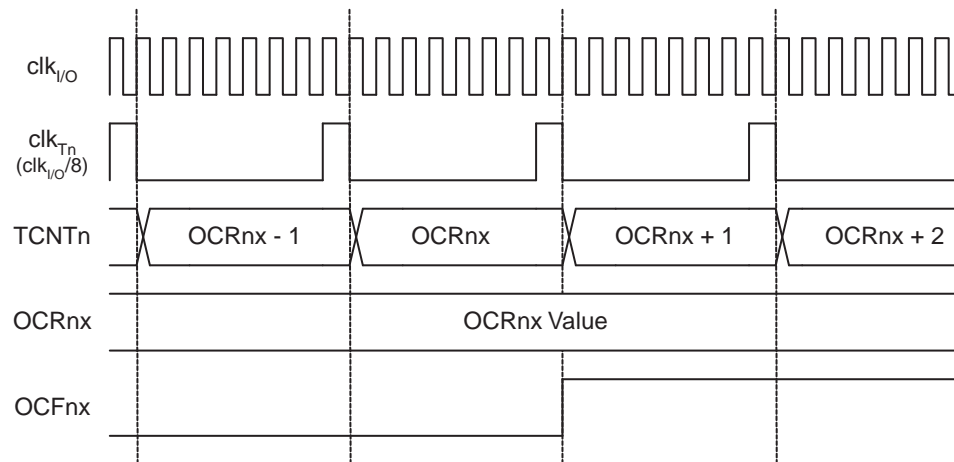 clkI/O
clkTn
(clkI/O/8)
TCNTn OCRnx - 1 OCRnx OCRnx + 1 OCRnx + 2
OCRnx OCRnx Value
OCFnx